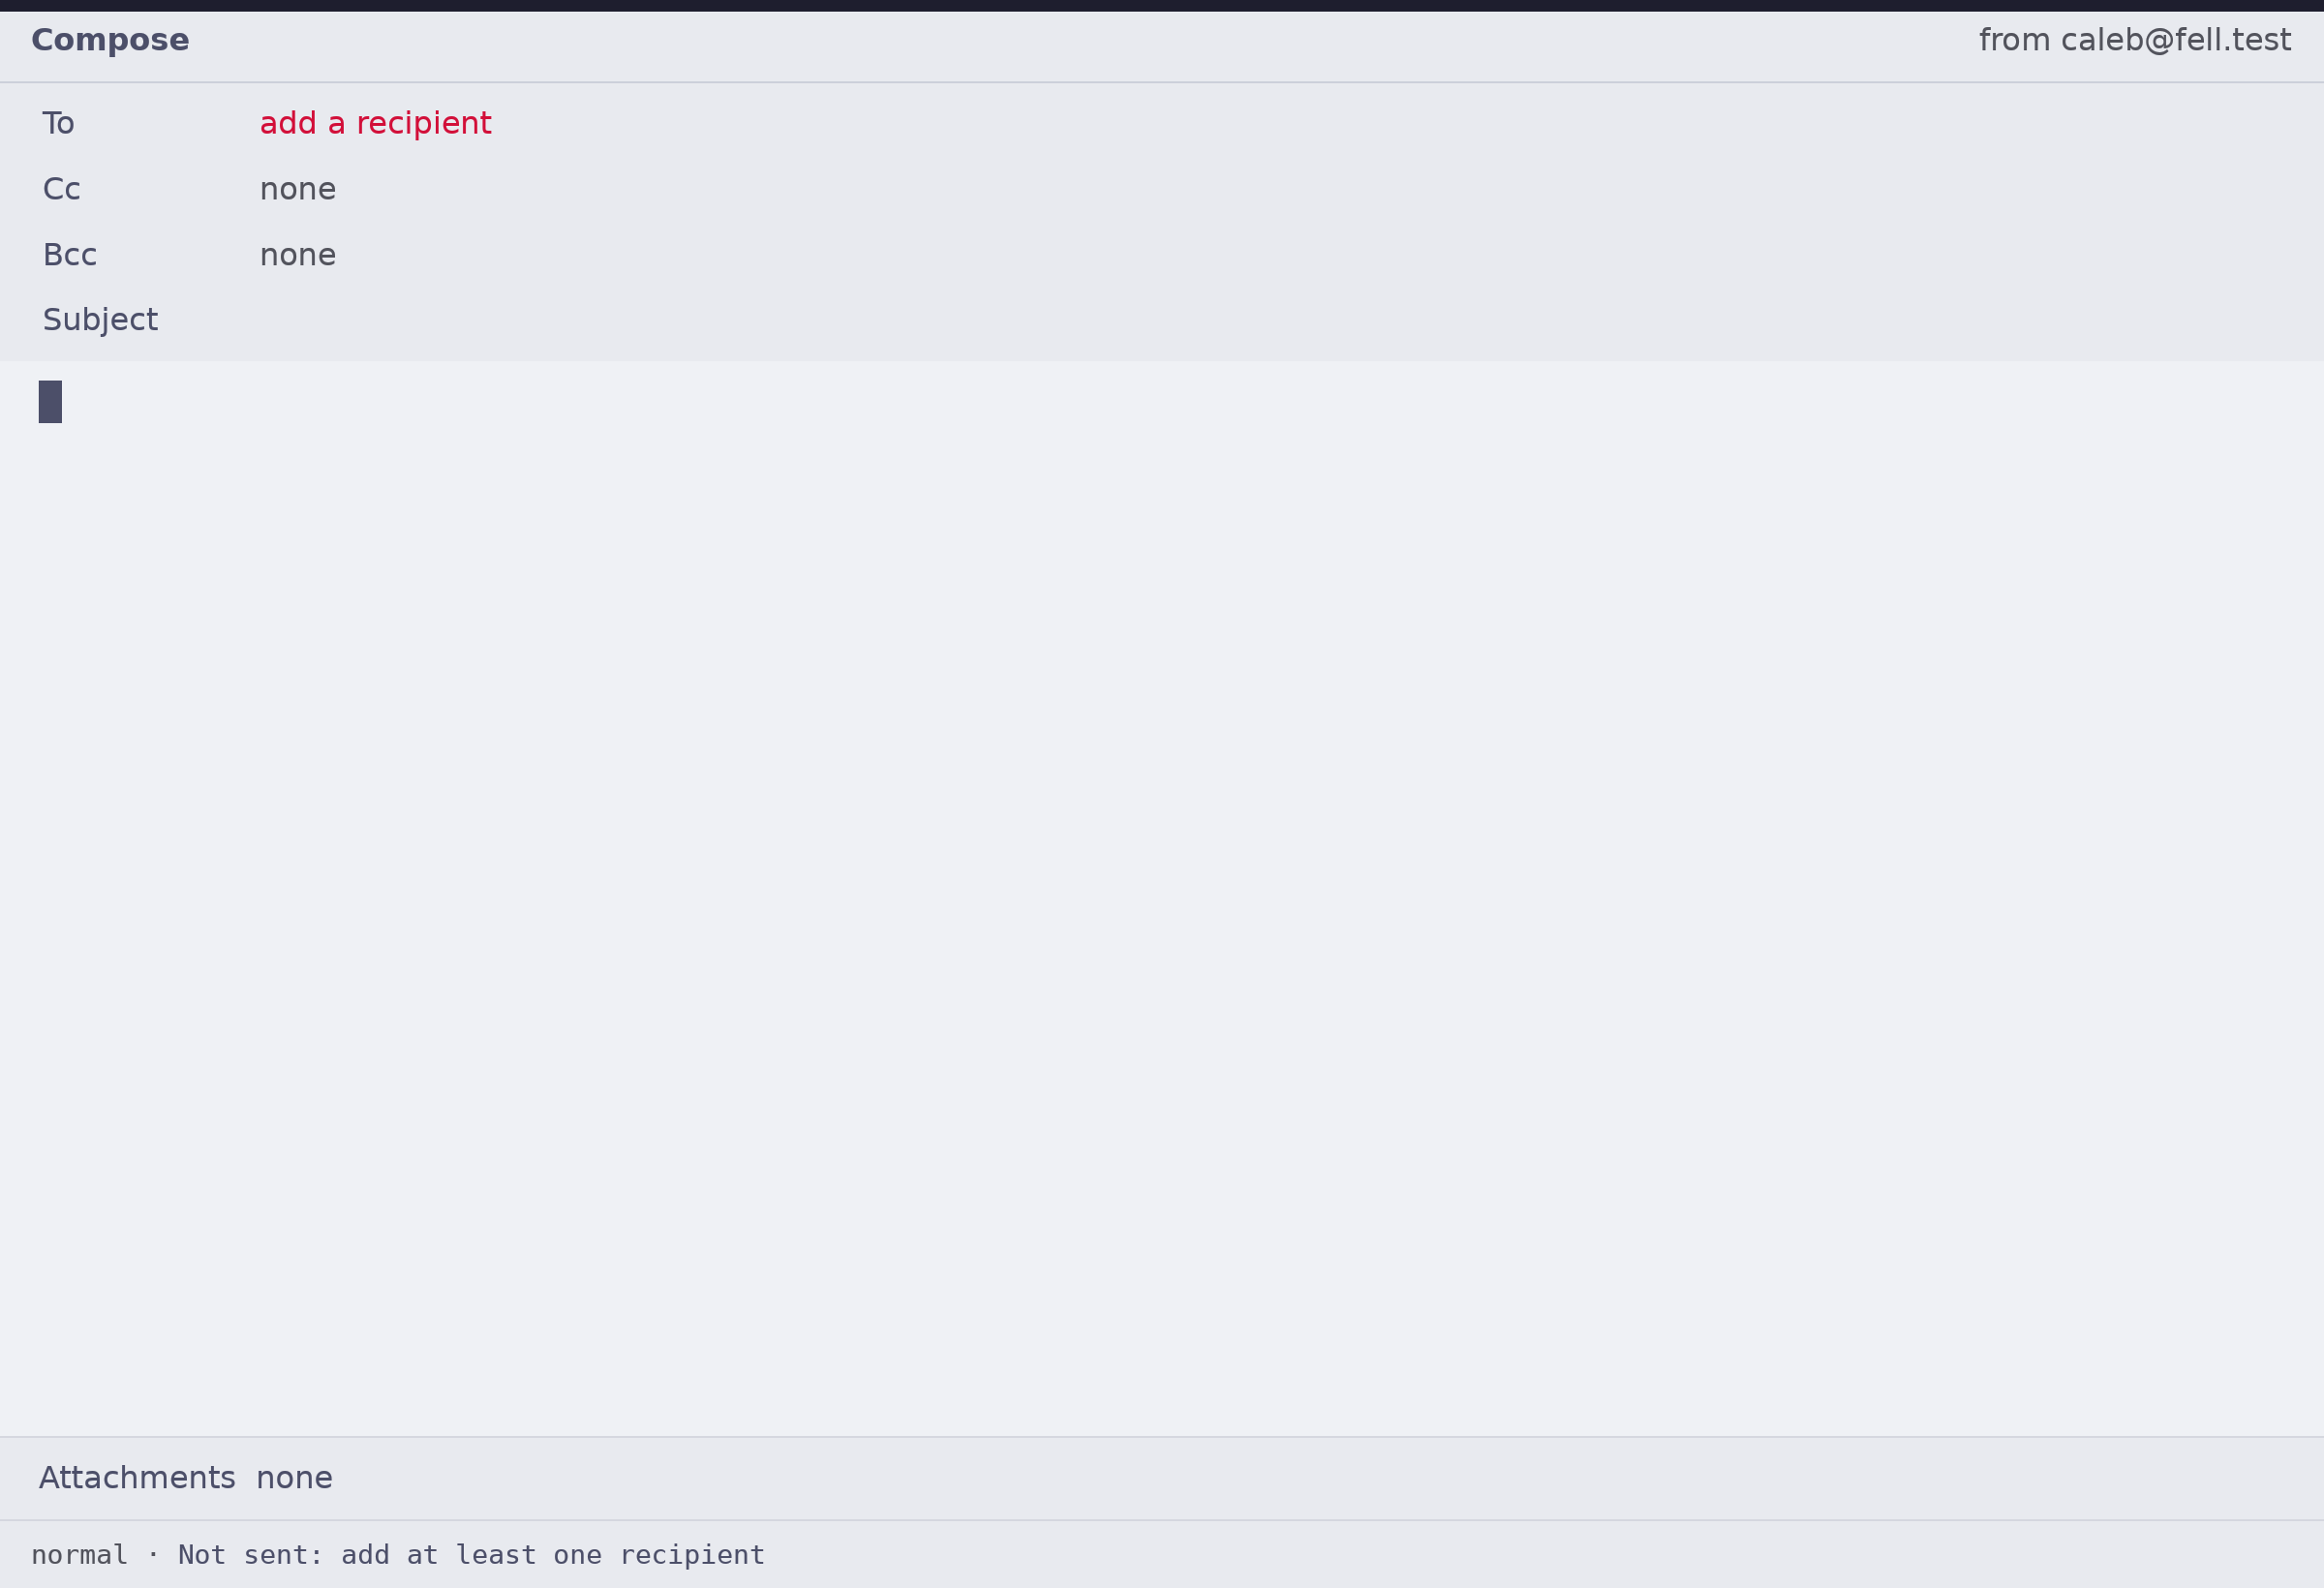 Compose from caleb@fell.test
To add a recipient
Cc none
Bcc none
Subject
Attachments none
normal · Not sent: add at least one recipient